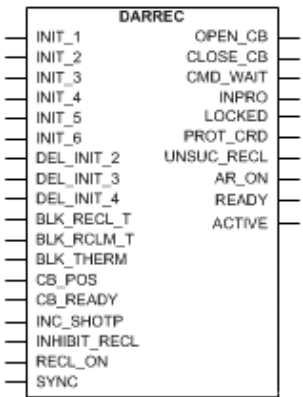 DARREC
INIT_1 OPEN_CB
INIT_2 CLOSE_CB
INIT_3 CMD_WAIT
INIT_4 INPRO
INIT_5 LOCKED
INIT_6 PROT_CRD
DEL_INIT_2 UNSUC_RECL
DEL_INIT_3 AR_ON
DEL_INIT_4 READY
BLK_RECL_T ACTIVE
BLK_RCLM_T
BLK_THERM
CB_POS
CB_READY
INC_SHOTP
INHIBIT_RECL
RECL_ON
SYNC